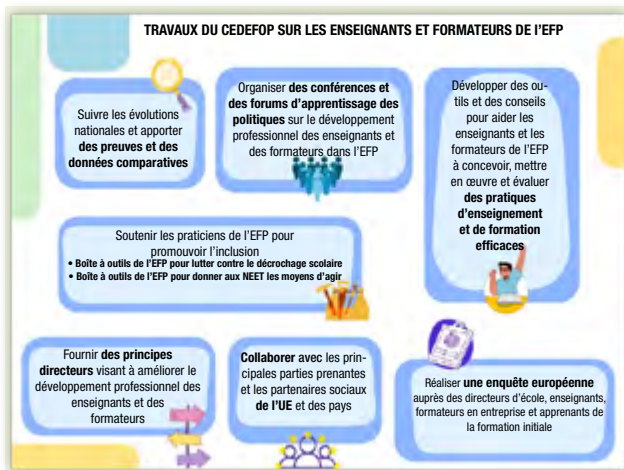 TRAVAUX DU CEDEFOP SUR LES ENSEIGNANTS ET FORMATEURS DE l'EFP
Suivre les évolutions
nationales et apporter
des preuves et des
données comparatives
Organiser des conférences et
des forums d'apprentissage des
politiques sur le développement
professionnel des enseignants et
des formateurs dans l'EFP
Développer des ou-
tils et des conseils
pour aider les
enseignants et les
formateurs de l'EFP
à concevoir, mettre
en œuvre et évaluer
des pratiques
d'enseignement
et de formation
efficaces
Soutenir les praticiens de l'EFP pour
promouvoir l'inclusion
• Boîte à outils de l'EFP pour lutter contre le décrochage scolaire
• Boîte à outils de l'EFP pour donner aux NEET les moyens d'agir
Fournir des principes
directeurs visant à améliorer le
développement professionnel des
enseignants et des
formateurs
Collaborer avec les prin-
cipales parties prenantes
et les partenaires sociaux
de l'UE et des pays
Réaliser une enquête européenne
auprès des directeurs d'école, enseignants,
formateurs en entreprise et apprenants de
la formation initiale